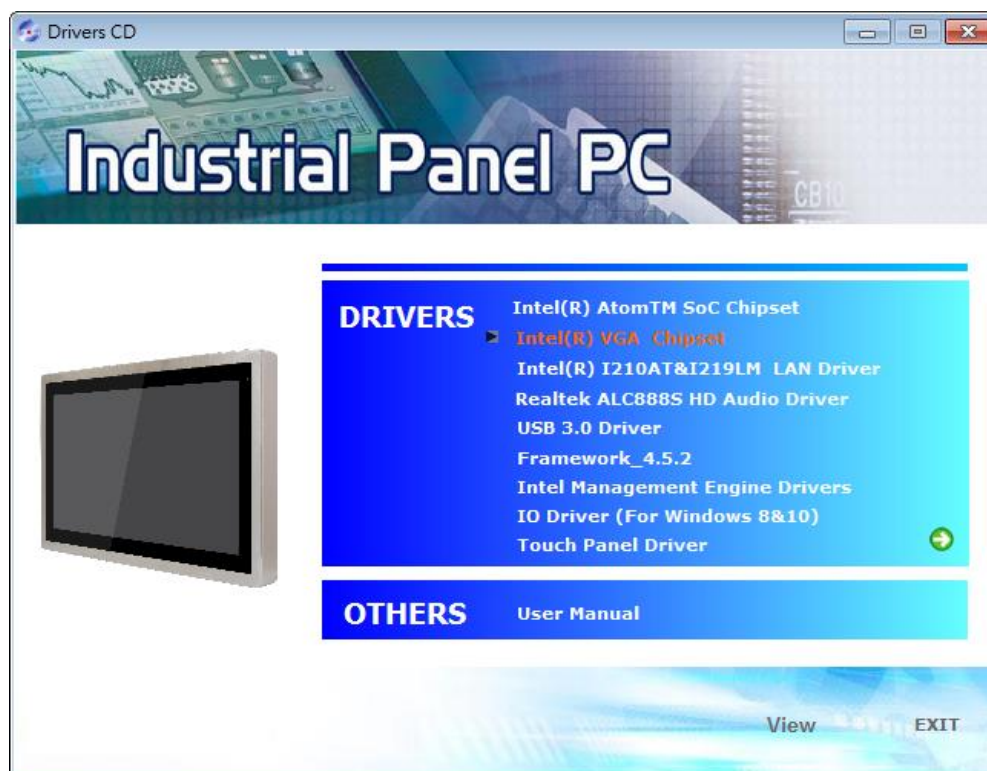 Drivers CD
Industrial Panel PC
CB10
DRIVERS
Intel(R) AtomTM SoC Chipset
Intel(R) VGA Chipset
Intel(R) I210AT&I219LM LAN Driver
Realtek ALC888S HD Audio Driver
USB 3.0 Driver
Framework_4.5.2
Intel Management Engine Drivers
IO Driver (For Windows 8&10)
Touch Panel Driver
OTHERS
User Manual
View
EXIT